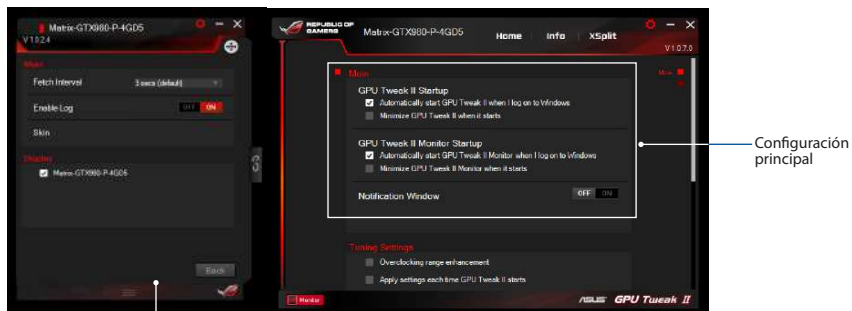 Matrix-GTX980-P-4GD5
V1024
Main
Fetch Interval
3 secs (default)
Enable Log
OFF ON
Skin
Display
Matrix-GTX980-P-4GD5
Back
REPUBLIC OF
GAMERS
Matrix-GTX980-P-4GD5
Home
Info
XSplit
V 1.0.7.0
Main
Main
GPU Tweak II Startup
Automatically start GPU Tweak II when I log on to Windows
Minimize GPU Tweak II when it starts
GPU Tweak II Monitor Startup
Automatically start GPU Tweak II Monitor when I log on to Windows
Minimize GPU Tweak II Monitor when it starts
Notification Window
OFF ON
Tuning Settings
Overclocking range enhancement
Apply settings each time GPU Tweak II starts
Monitor
ASUS GPU Tweak II
Configuración
principal